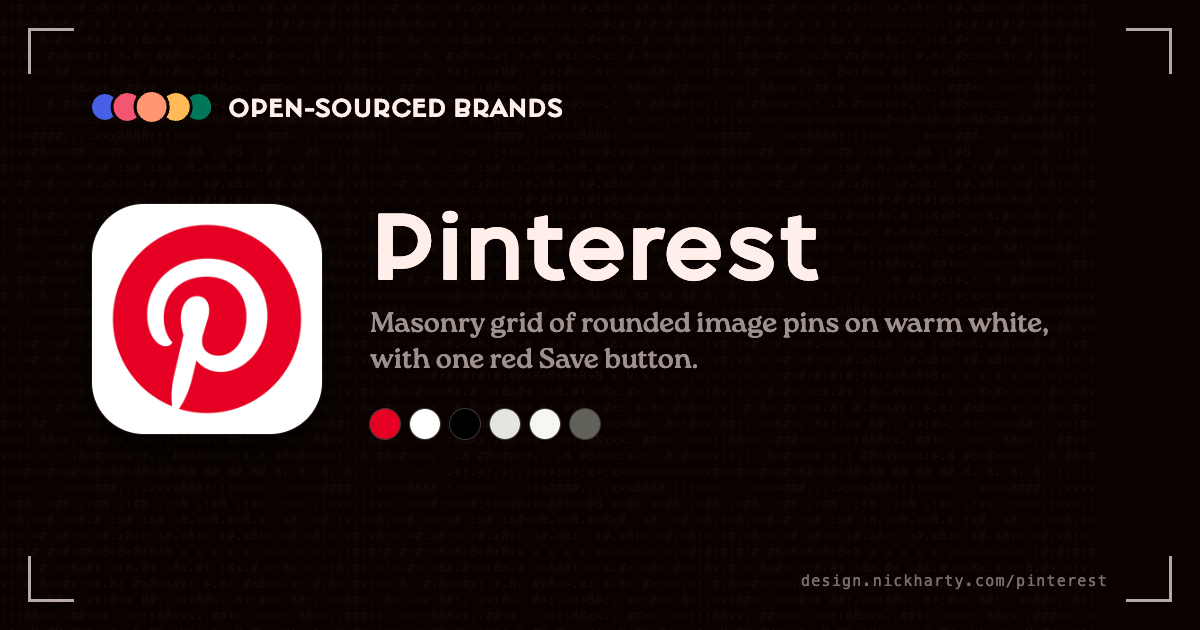 OPEN-SOURCED BRANDS
Pinterest
Masonry grid of rounded image pins on warm white,
with one red Save button.
design.nickharty.com/pinterest